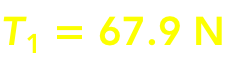 T₁ = 67.9 N